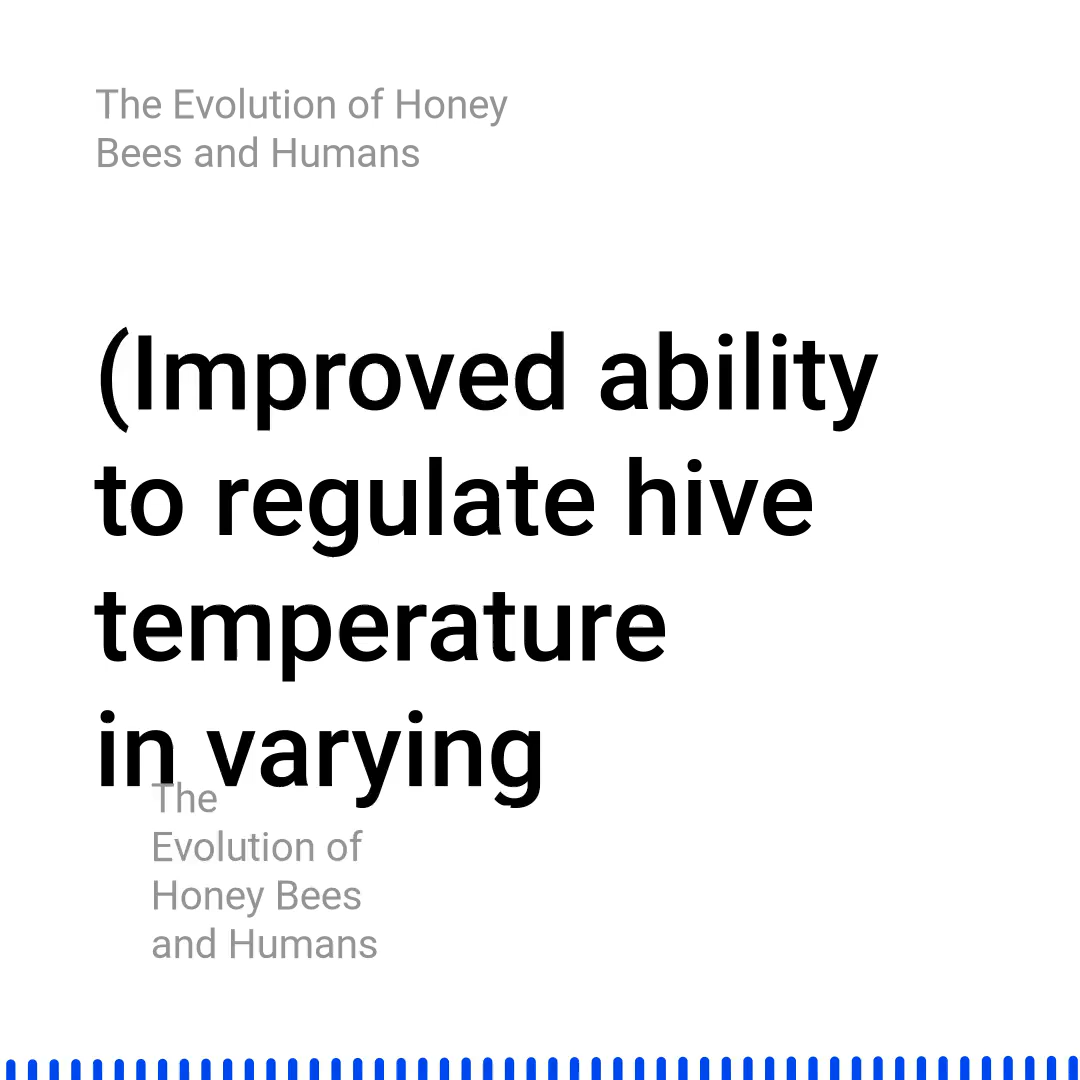 The Evolution of Honey
Bees and Humans
(Improved ability
to regulate hive
temperature
in varying
The
Evolution of
Honey Bees
and Humans